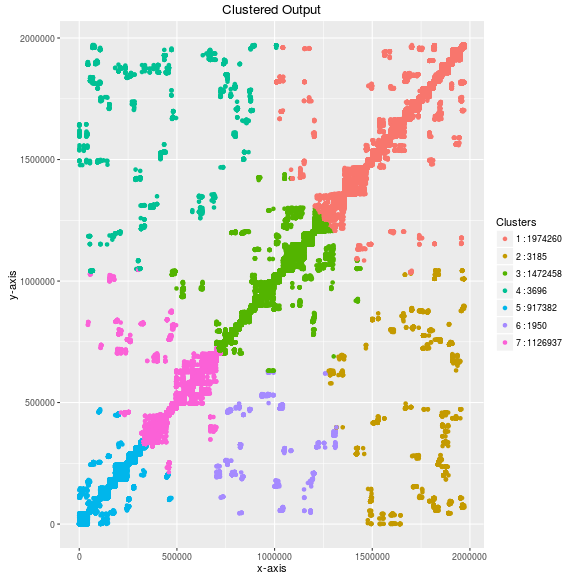 Clustered Output
2000000
1500000
1000000
500000
0
y-axis
0 500000 1000000 1500000 2000000
x-axis
Clusters
1 : 1974260
2 : 3185
3 : 1472458
4 : 3696
5 : 917382
6 : 1950
7 : 1126937